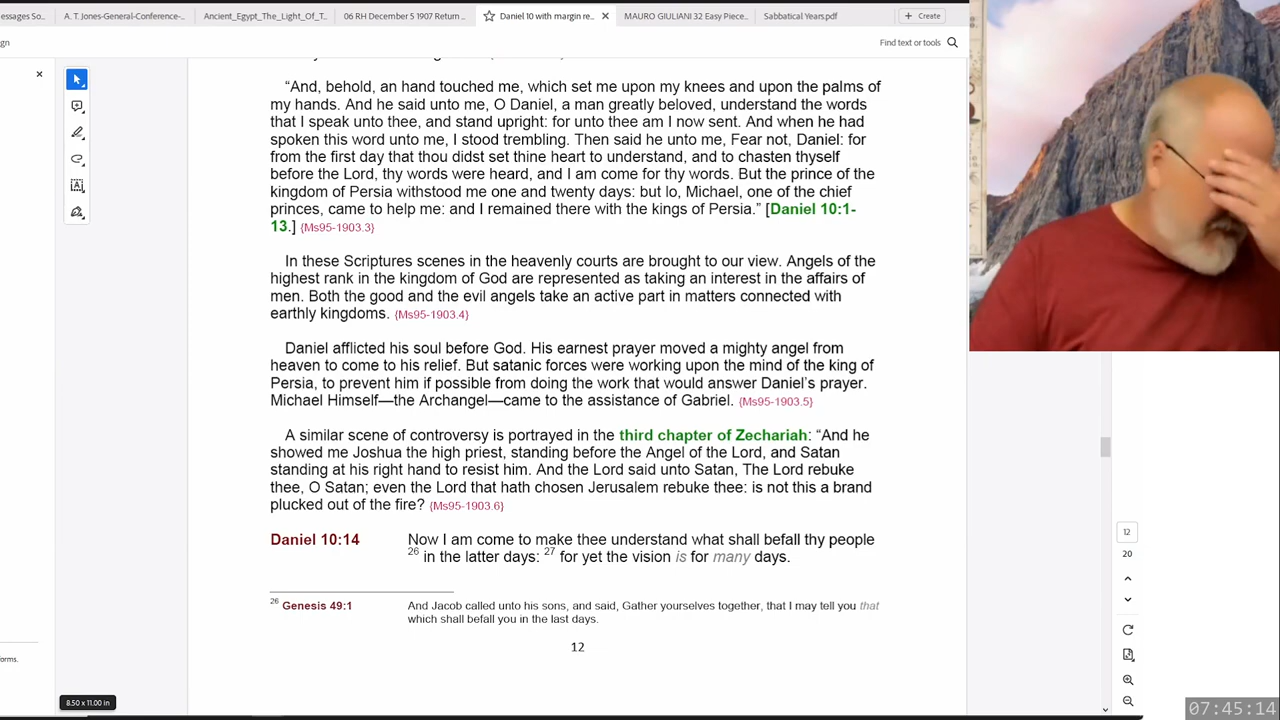 essages So...
A. T. Jones-General-Conference-...
Ancient_Egypt_The_Light_Of_T...
06 RH December 5 1907 Return ...
Daniel 10 with margin re...
MAURO GIULIANI 32 Easy Piece...
Sabbatical Years.pdf
+ Create
gn
Find text or tools
“And, behold, an hand touched me, which set me upon my knees and upon the palms of
my hands. And he said unto me, O Daniel, a man greatly beloved, understand the words
that I speak unto thee, and stand upright: for unto thee am I now sent. And when he had
spoken this word unto me, I stood trembling. Then said he unto me, Fear not, Daniel: for
from the first day that thou didst set thine heart to understand, and to chasten thyself
before the Lord, thy words were heard, and I am come for thy words. But the prince of the
kingdom of Persia withstood me one and twenty days: but lo, Michael, one of the chief
princes, came to help me: and I remained there with the kings of Persia.” [Daniel 10:1-
13.] {Ms95-1903.3}
In these Scriptures scenes in the heavenly courts are brought to our view. Angels of the
highest rank in the kingdom of God are represented as taking an interest in the affairs of
men. Both the good and the evil angels take an active part in matters connected with
earthly kingdoms. {Ms95-1903.4}
Daniel afflicted his soul before God. His earnest prayer moved a mighty angel from
heaven to come to his relief. But satanic forces were working upon the mind of the king of
Persia, to prevent him if possible from doing the work that would answer Daniel’s prayer.
Michael Himself—the Archangel—came to the assistance of Gabriel. {Ms95-1903.5}
A similar scene of controversy is portrayed in the third chapter of Zechariah: “And he
showed me Joshua the high priest, standing before the Angel of the Lord, and Satan
standing at his right hand to resist him. And the Lord said unto Satan, The Lord rebuke
thee, O Satan; even the Lord that hath chosen Jerusalem rebuke thee: is not this a brand
plucked out of the fire? {Ms95-1903.6}
Daniel 10:14 Now I am come to make thee understand what shall befall thy people
26 in the latter days: 27 for yet the vision is for many days.
26 Genesis 49:1 And Jacob called unto his sons, and said, Gather yourselves together, that I may tell you that
which shall befall you in the last days.
12
12
20
orms.
8.50 x 11.00 in
07:45:14